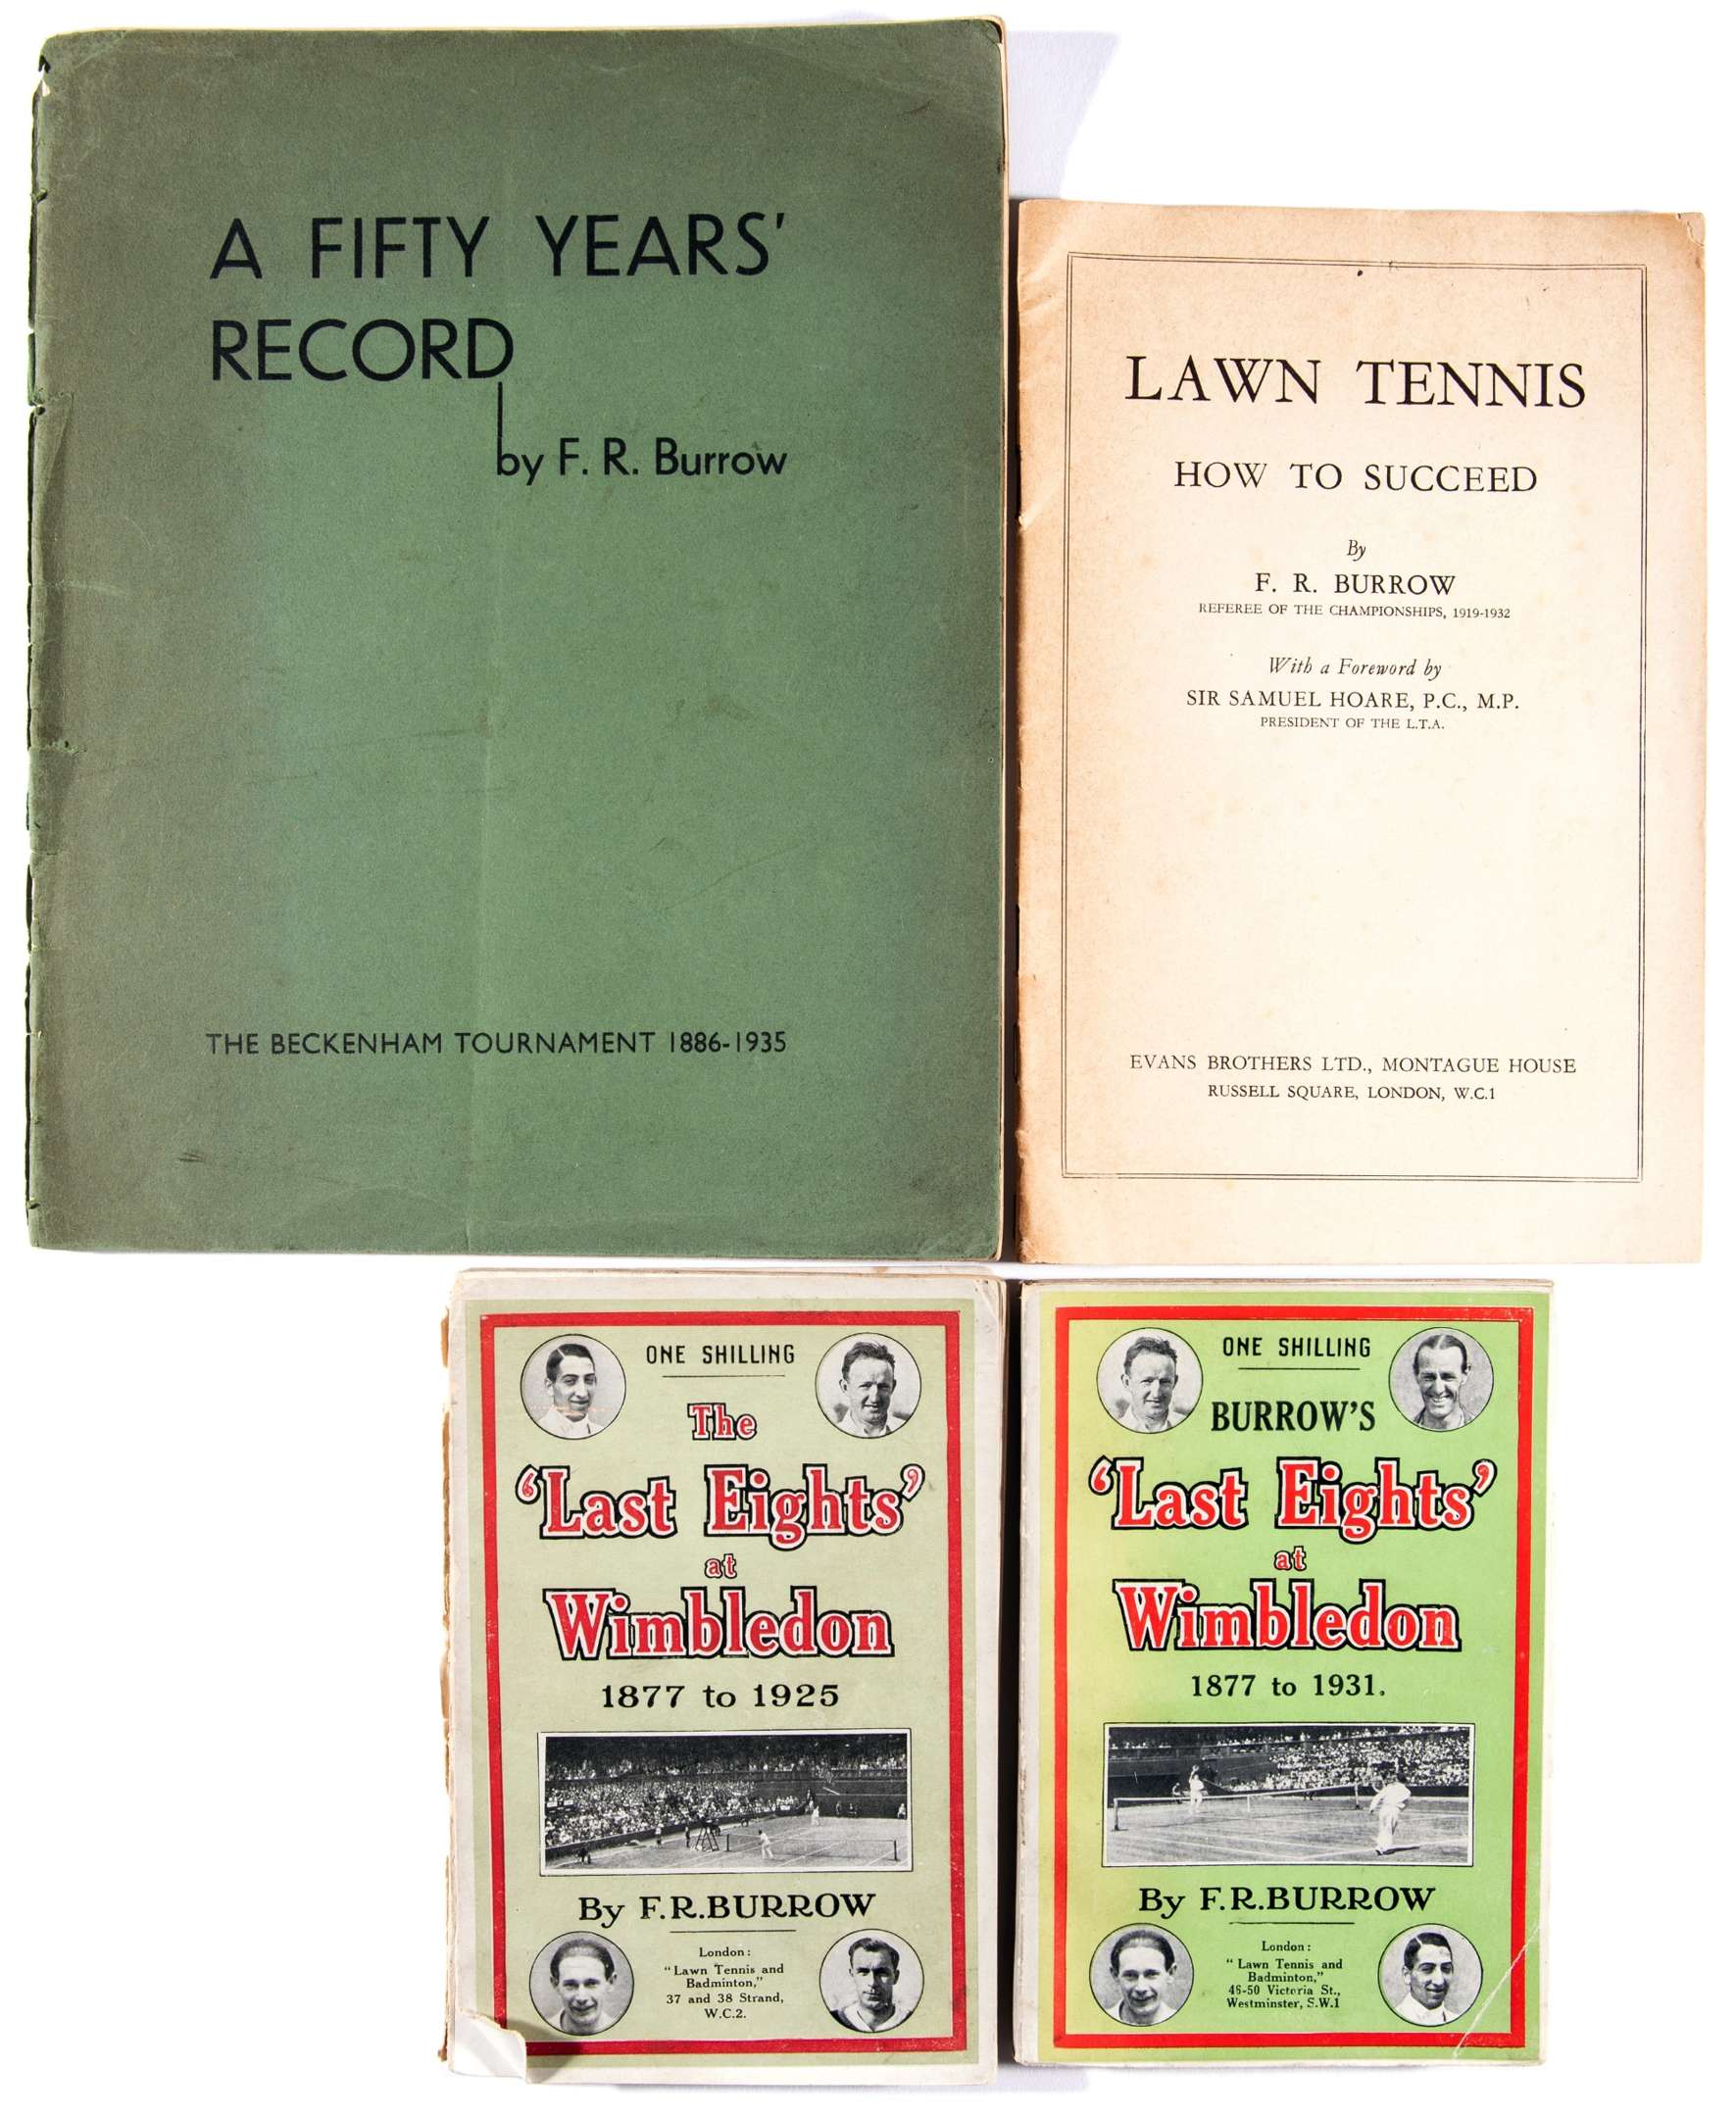 A FIFTY YEARS'
RECORD
by F. R. Burrow
THE BECKENHAM TOURNAMENT 1886-1935
LAWN TENNIS
HOW TO SUCCEED
By
F. R. BURROW
REFEREE OF THE CHAMPIONSHIPS, 1919-1932
With a Foreword by
SIR SAMUEL HOARE, P.C., M.P.
PRESIDENT OF THE L.T.A.
EVANS BROTHERS LTD., MONTAGUE HOUSE
RUSSELL SQUARE, LONDON, W.C.1
ONE SHILLING
The
'Last Eights'
at
Wimbledon
1877 to 1925
By F.R.BURROW
London:
"Lawn Tennis and
Badminton,"
37 and 38 Strand,
W.C.2.
ONE SHILLING
BURROW'S
'Last Eights'
at
Wimbledon
1877 to 1931.
By F.R.BURROW
London:
"Lawn Tennis and
Badminton,"
46-50 Victoria St.,
Westminster, S.W.1